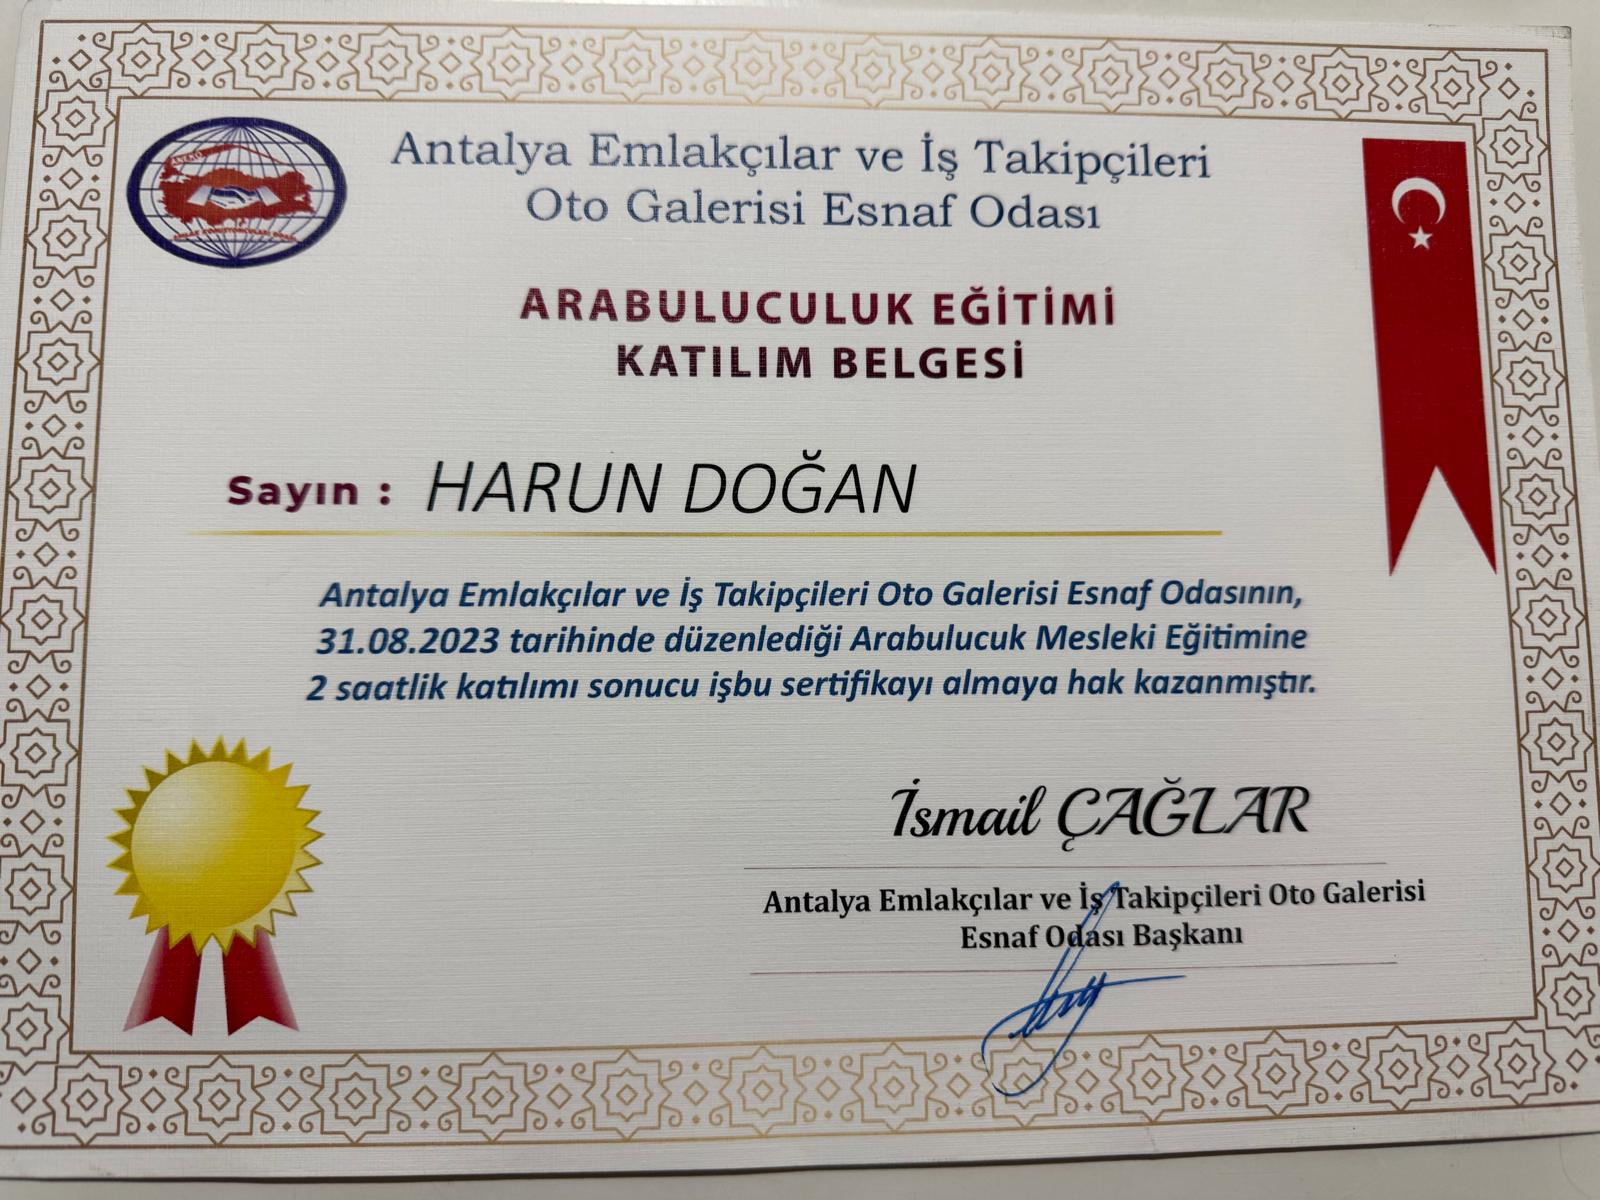 Antalya Emlakçılar ve İş Takipçileri
Oto Galerisi Esnaf Odası
ARABULUCULUK EĞİTİMİ
KATILIM BELGESİ
Sayın : HARUN DOĞAN
Antalya Emlakçılar ve İş Takipçileri Oto Galerisi Esnaf Odasının,
31.08.2023 tarihinde düzenlediği Arabulucuk Mesleki Eğitimine
2 saatlik katılımı sonucu işbu sertifikayı almaya hak kazanmıştır.
İsmail ÇAĞLAR
Antalya Emlakçılar ve İş Takipçileri Oto Galerisi
Esnaf Odası Başkanı